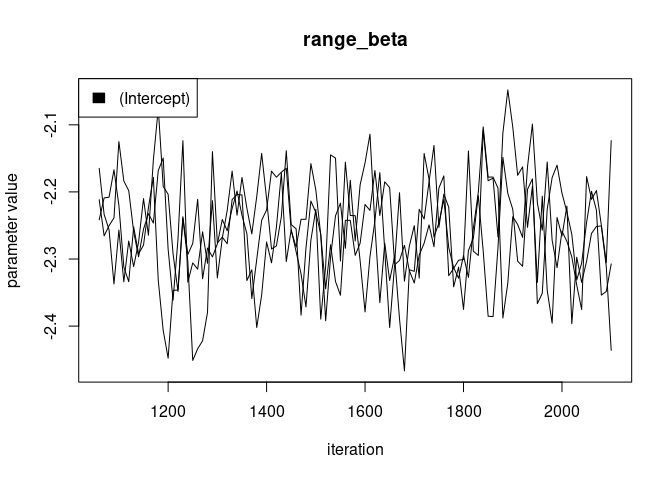 range_beta
(Intercept)
parameter value
-2.1
-2.2
-2.3
-2.4
1200 1400 1600 1800 2000
iteration